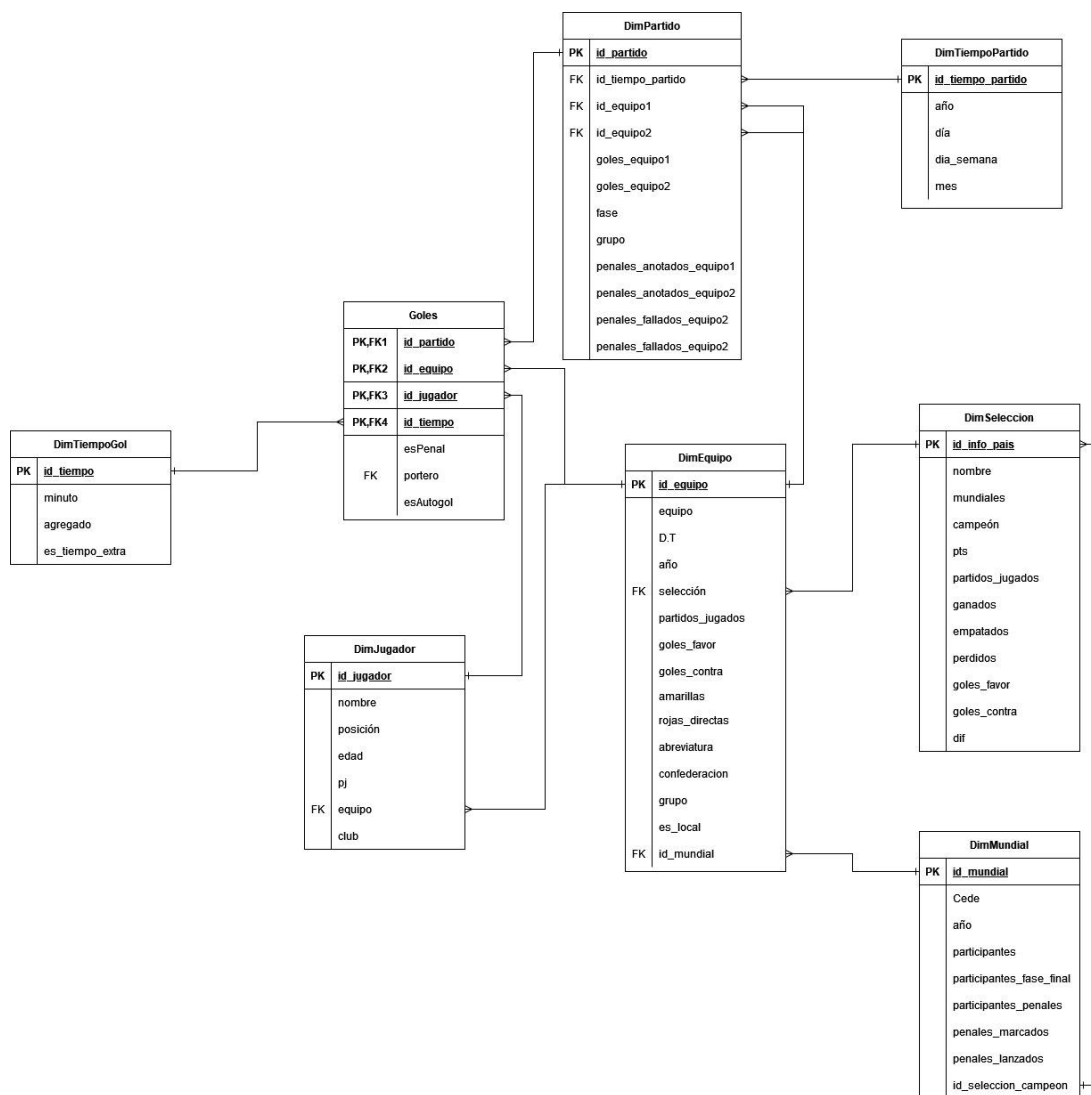 DimPartido
PK id_partido
FK id_tiempo_partido
FK id_equipo1
FK id_equipo2
goles_equipo1
goles_equipo2
fase
grupo
penales_anotados_equipo1
penales_anotados_equipo2
penales_fallados_equipo2
penales_fallados_equipo2
DimTiempoPartido
PK id_tiempo_partido
año
día
dia_semana
mes
Goles
PK,FK1 id_partido
PK,FK2 id_equipo
PK,FK3 id_jugador
PK,FK4 id_tiempo
esPenal
FK portero
esAutogol
DimTiempoGol
PK id_tiempo
minuto
agregado
es_tiempo_extra
DimEquipo
PK id_equipo
equipo
D.T
año
FK selección
partidos_jugados
goles_favor
goles_contra
amarillas
rojas_directas
abreviatura
confederacion
grupo
es_local
FK id_mundial
DimSeleccion
PK id_info_pais
nombre
mundiales
campeón
pts
partidos_jugados
ganados
empatados
perdidos
goles_favor
goles_contra
dif
DimJugador
PK id_jugador
nombre
posición
edad
pj
FK equipo
club
DimMundial
PK id_mundial
Cede
año
participantes
participantes_fase_final
participantes_penales
penales_marcados
penales_lanzados
id_seleccion_campeon